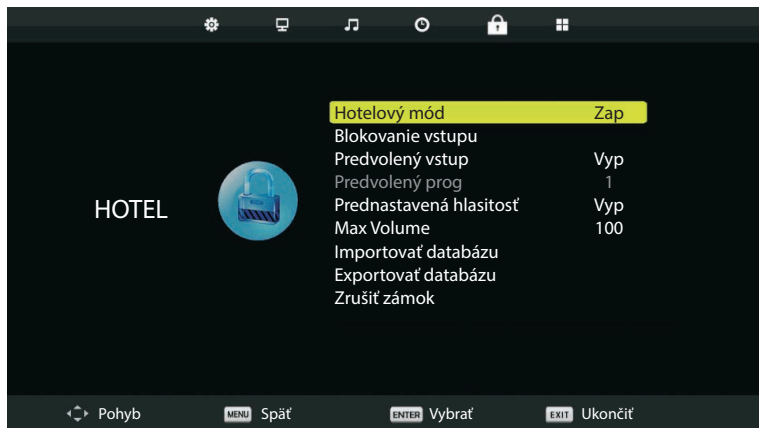 Hotelový mód Zap
Blokovanie vstupu
Predvolený vstup Vyp
Predvolený prog 1
HOTEL
Prednastavená hlasitosť Vyp
Max Volume 100
Importovať databázu
Exportovať databázu
Zrušiť zámok
Pohyb MENU Späť ENTER Vybrať EXIT Ukončiť